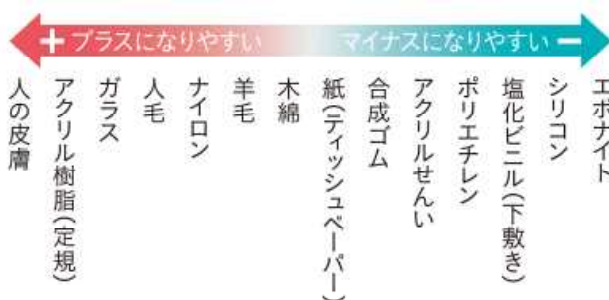 ＋プラスになりやすい
マイナスになりやすい－
人の皮膚
アクリル樹脂(定規)
ガラス
人毛
ナイロン
羊毛
木綿
紙(ティッシュペーパー)
合成ゴム
アクリルせんい
ポリエチレン
塩化ビニル(下敷き)
シリコン
エボナイト